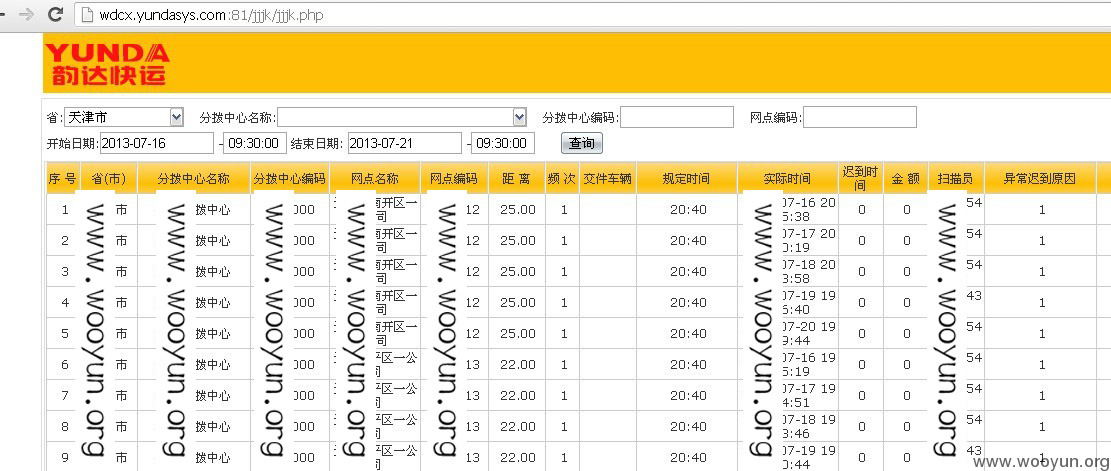 wdcx.yundasys.com:81/jjjk/jjjk.php
YUNDA
韵达快运
省: 天津市 分拨中心名称: 分拨中心编码: 网点编码:
开始日期: 2013-07-16 - 09:30:00 结束日期: 2013-07-21 - 09:30:00 查询
序 号 省(市) 分拨中心名称 分拨中心编码 网点名称 网点编码 距 离 频 次 交件车辆 规定时间 实际时间 迟到时间 金 额 扫描员 异常迟到原因
1 市 拨中心 000 南开区一司 12 25.00 1 20:40 07-16 20 5:38 0 0 54 1
2 市 拨中心 000 南开区一司 12 25.00 1 20:40 07-17 20 0:19 0 0 54 1
3 市 拨中心 000 南开区一司 12 25.00 1 20:40 07-18 20 3:58 0 0 54 1
4 市 拨中心 000 南开区一司 12 25.00 1 20:40 07-19 19 5:40 0 0 43 1
5 市 拨中心 000 南开区一司 12 25.00 1 20:40 07-20 19 9:44 0 0 54 1
6 市 拨中心 000 区一公司 13 22.00 1 20:40 07-16 19 5:19 0 0 54 1
7 市 拨中心 000 区一公司 13 22.00 1 20:40 07-17 19 4:51 0 0 54 1
8 市 拨中心 000 区一公司 13 22.00 1 20:40 07-18 19 3:46 0 0 54 1
9 市 拨中心 000 区一公司 13 22.00 1 20:40 07-19 19 0:44 0 0 43 1
www.wooyun.org
www.wooyun.org
www.wooyun.org
www.wooyun.org
www.wooyun.org
www.wooyun.org
www.wooyun.org
www.wooyun.org